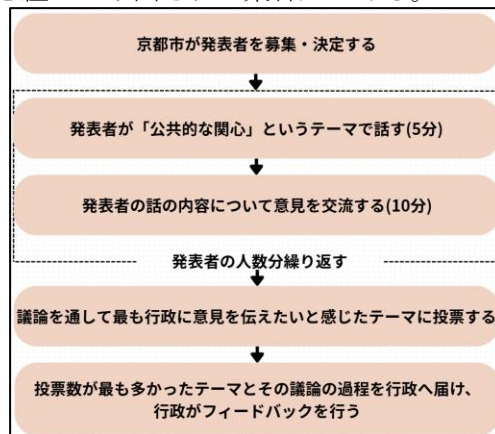 京都市が発表者を募集・決定する
発表者が「公共的な関心」というテーマで話す(5分)
発表者の話の内容について意見を交流する(10分)
発表者の人数分繰り返す
議論を通して最も行政に意見を伝えたいと感じたテーマに投票する
投票数が最も多かったテーマとその議論の過程を行政へ届け、
行政がフィードバックを行う